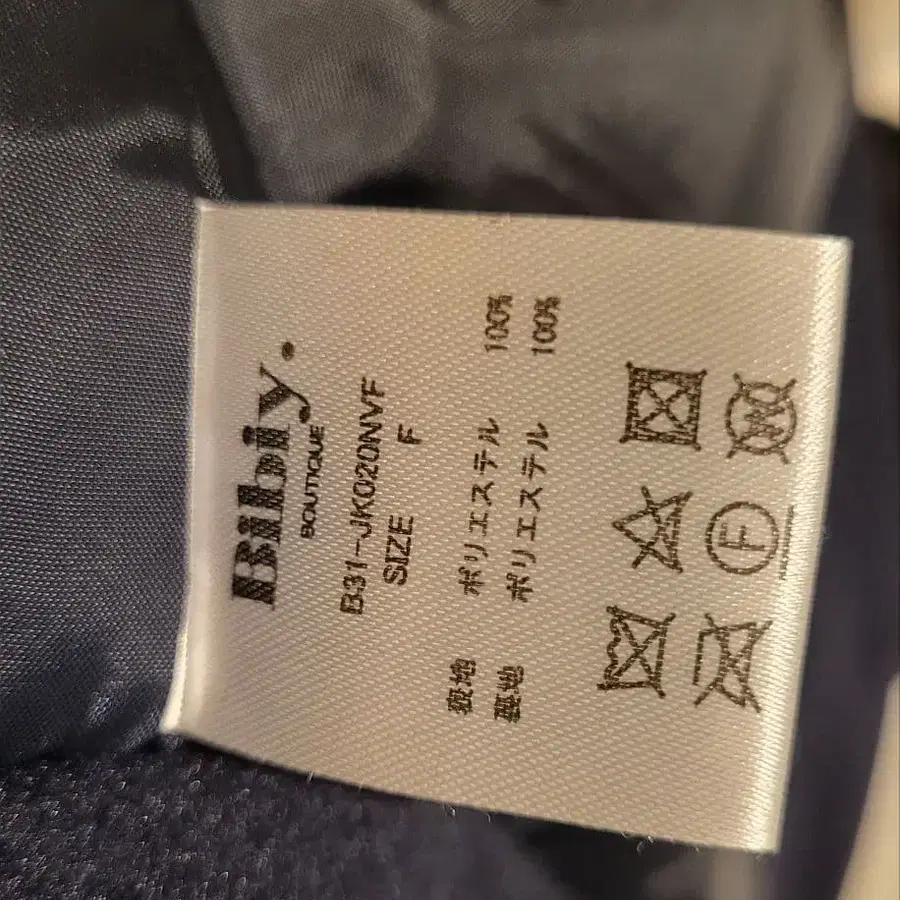 Bibiy.
BOUTIQUE
B31-JK020NVF
SIZE F
表地 ポリエステル 100%
裏地 ポリエステル 100%
W
F